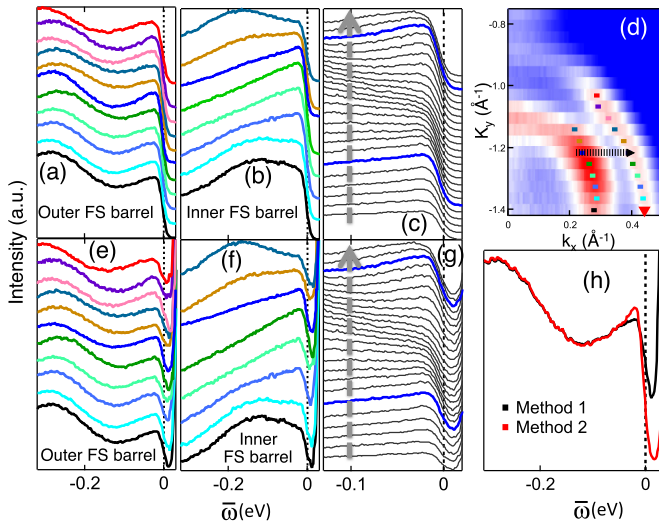 Intensity (a.u.)
(a)
Outer FS barrel
(b)
Inner FS barrel
(c)
-0.8
-1.0
-1.2
-1.4
K_y (Å⁻¹)
(d)
0
0.2
0.4
k_x (Å⁻¹)
(e)
Outer FS barrel
-0.2
0
(f)
Inner
FS barrel
-0.2
0
ω̅(eV)
(g)
-0.1
0
(h)
Method 1
Method 2
-0.2
0
ω̅(eV)